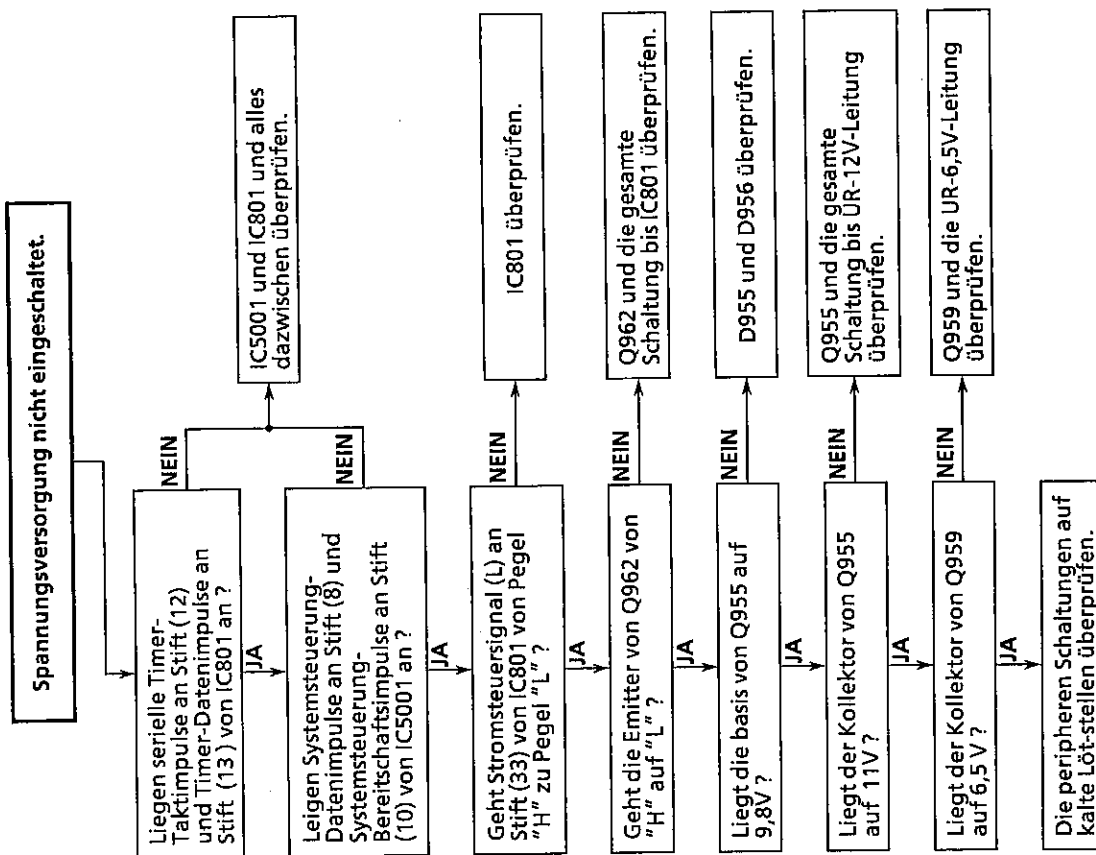 Spannungsversorgung nicht eingeschaltet.
Liegen serielle Timer-
Taktimpulse an Stift (12)
und Timer-Datenimpulse an
Stift (13 ) von IC801 an ?
NEIN
IC5001 und IC801 und alles
dazwischen überprüfen.
JA
Leigen Systemsteuerung-
Datenimpulse an Stift (8) und
Systemsteuerung-
Bereitschaftsimpulse an Stift
(10) von IC5001 an ?
NEIN
JA
Geht Stromsteuersignal (L) an
Stift (33) von IC801 von Pegel
"H" zu Pegel "L" ?
NEIN
IC801 überprüfen.
JA
Geht die Emitter von Q962 von
"H" auf "L" ?
NEIN
Q962 und die gesamte
Schaltung bis IC801 überprüfen.
JA
Liegt die basis von Q955 auf
9,8V ?
NEIN
D955 und D956 überprüfen.
JA
Liegt der Kollektor von Q955
auf 11V ?
NEIN
Q955 und die gesamte
Schaltung bis UR-12V-Leitung
überprüfen.
JA
Liegt der Kollektor von Q959
auf 6,5 V ?
NEIN
Q959 und die UR-6,5V-Leitung
überprüfen.
JA
Die peripheren Schaltungen auf
kalte Löt-stellen überprüfen.